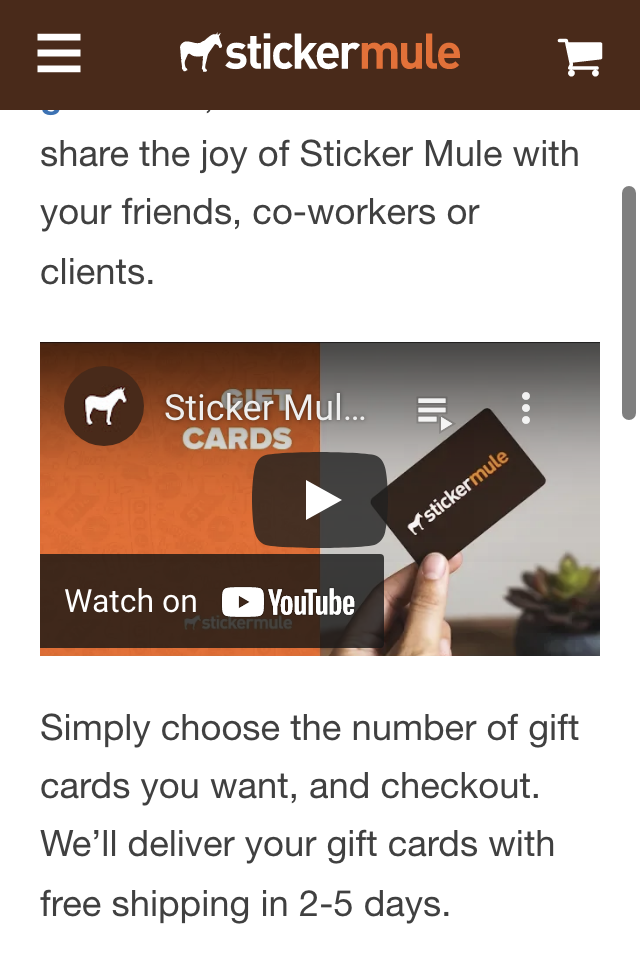 stickermule
share the joy of Sticker Mule with
your friends, co-workers or
clients.
Sticker Mul...
GIFT
CARDS
stickermule
Watch on YouTube
stickermule
Simply choose the number of gift
cards you want, and checkout.
We’ll deliver your gift cards with
free shipping in 2-5 days.